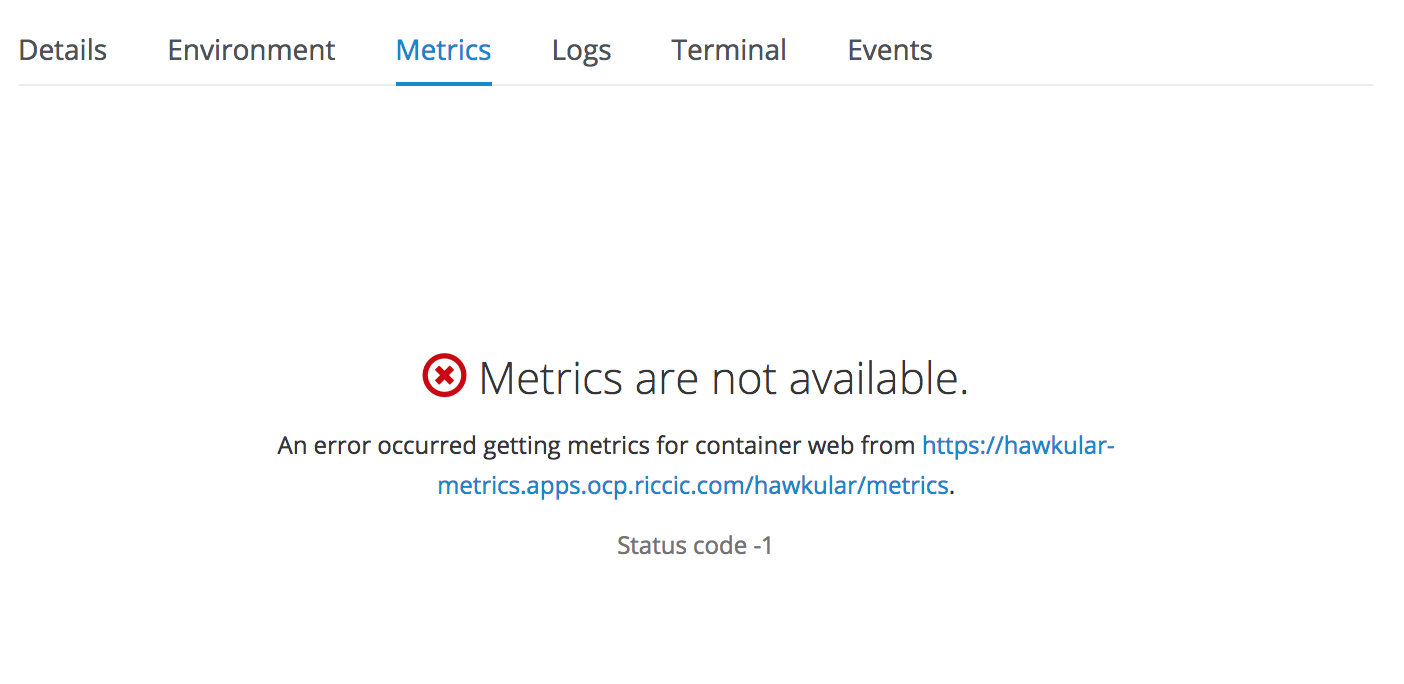 Details Environment Metrics Logs Terminal Events
Metrics are not available.
An error occurred getting metrics for container web from https://hawkular-
metrics.apps.ocp.riccic.com/hawkular/metrics.
Status code -1